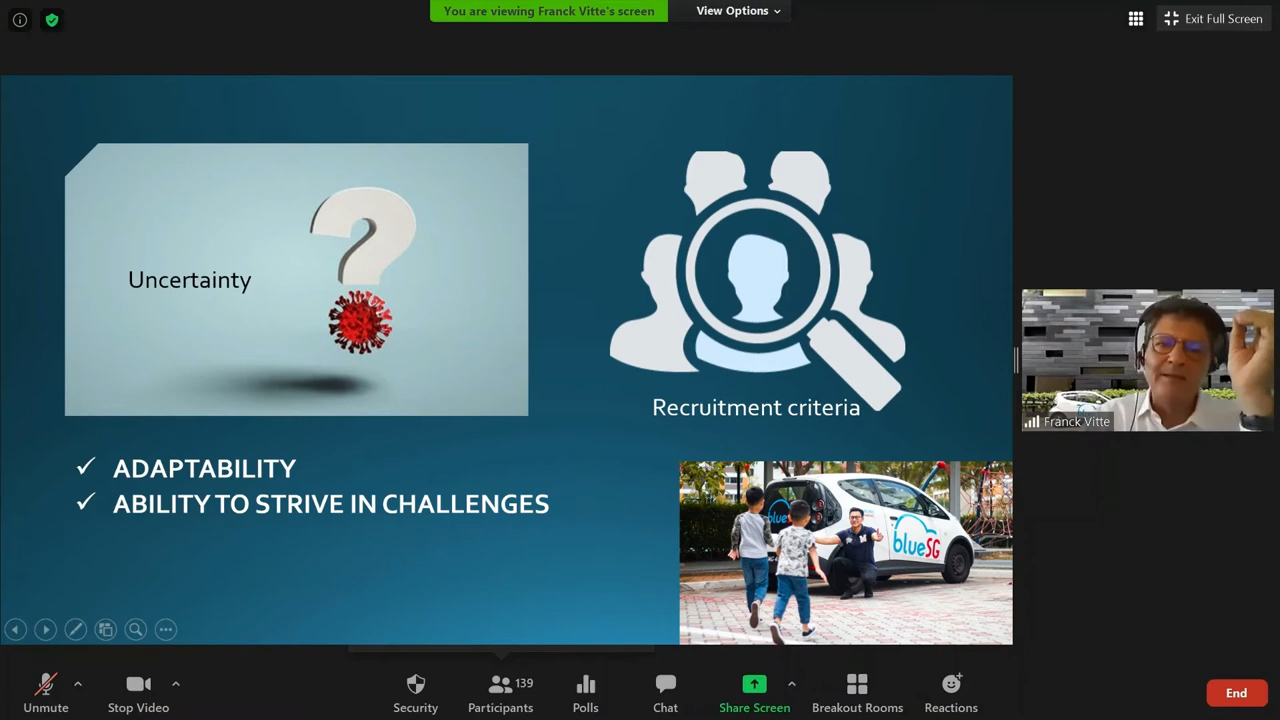 You are viewing Franck Vitte's screen
View Options
Exit Full Screen
Uncertainty
Recruitment criteria
✓ ADAPTABILITY
✓ ABILITY TO STRIVE IN CHALLENGES
blueSG
Franck Vitte
Unmute
Stop Video
Security
139
Participants
Polls
Chat
Share Screen
Breakout Rooms
Reactions
End